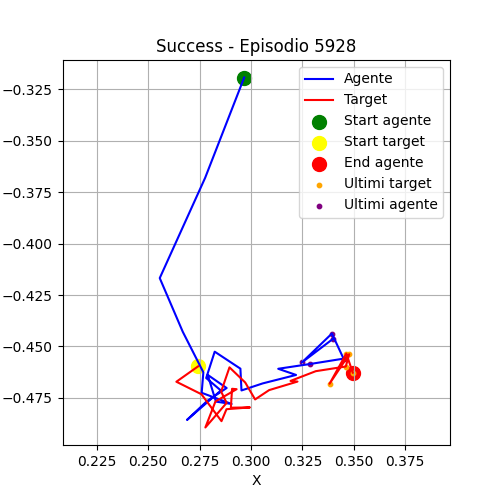 Success - Episodio 5928
−0.325
−0.350
−0.375
−0.400
−0.425
−0.450
−0.475
Agente
Target
Start agente
Start target
End agente
Ultimi target
Ultimi agente
0.225 0.250 0.275 0.300 0.325 0.350 0.375
X